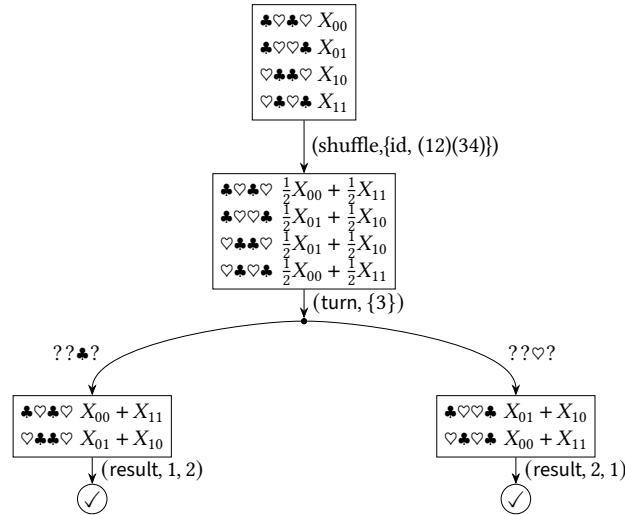 ♣♡♣♡ X₀₀
♣♡♡♣ X₀₁
♡♣♣♡ X₁₀
♡♣♡♣ X₁₁
(shuffle,{id, (12)(34)})
♣♡♣♡ ½X₀₀ + ½X₁₁
♣♡♡♣ ½X₀₁ + ½X₁₀
♡♣♣♡ ½X₀₁ + ½X₁₀
♡♣♡♣ ½X₀₀ + ½X₁₁
(turn, {3})
??♣?
??♡?
♣♡♣♡ X₀₀ + X₁₁
♡♣♣♡ X₀₁ + X₁₀
♣♡♡♣ X₀₁ + X₁₀
♡♣♡♣ X₀₀ + X₁₁
(result, 1, 2)
(result, 2, 1)
✓
✓